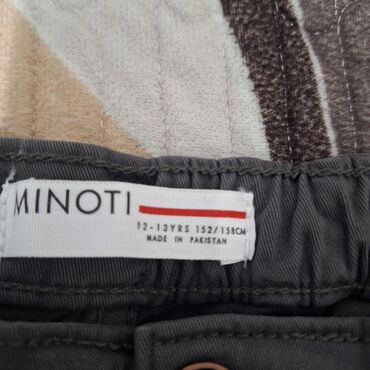 MINOTI
12-13YRS 152/158CM
MADE IN PAKISTAN